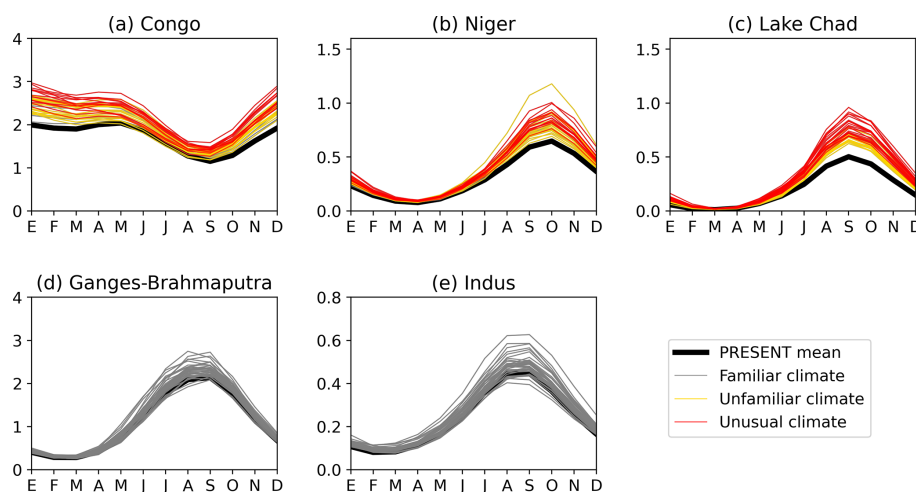 (a) Congo
4
3
2
1
0
E F M A M J J A S O N D
(b) Niger
1.5
1.0
0.5
0.0
E F M A M J J A S O N D
(c) Lake Chad
1.5
1.0
0.5
0.0
E F M A M J J A S O N D
(d) Ganges-Brahmaputra
4
3
2
1
0
E F M A M J J A S O N D
(e) Indus
0.8
0.6
0.4
0.2
0.0
E F M A M J J A S O N D
PRESENT mean
Familiar climate
Unfamiliar climate
Unusual climate